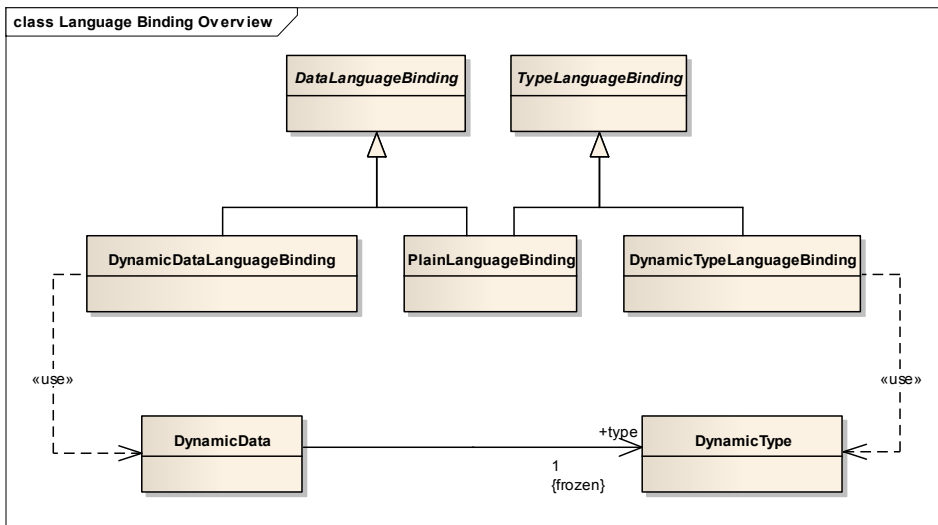 class Language Binding Overview
DataLanguageBinding
TypeLanguageBinding
DynamicDataLanguageBinding
PlainLanguageBinding
DynamicTypeLanguageBinding
«use»
«use»
DynamicData
+type
DynamicType
1
{frozen}